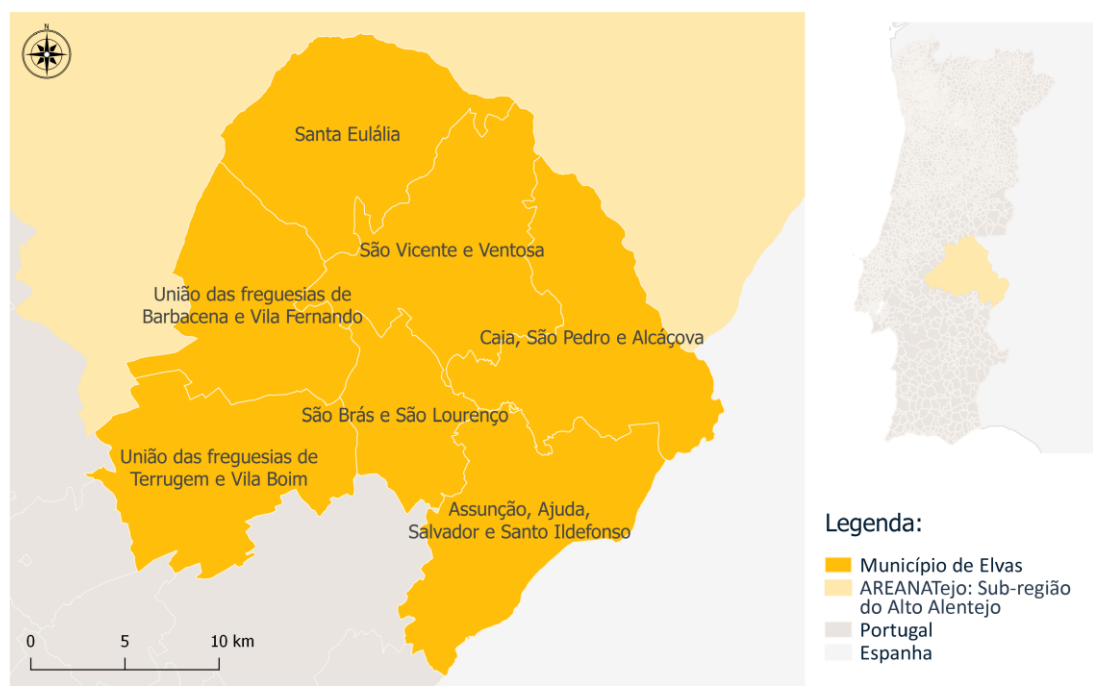 N
Santa Eulália
São Vicente e Ventosa
União das freguesias de
Barbacena e Vila Fernando
Caia, São Pedro e Alcáçova
São Brás e São Lourenço
União das freguesias de
Terrugem e Vila Boim
Assunção, Ajuda,
Salvador e Santo Ildefonso
0 5 10 km
Legenda:
Município de Elvas
AREANATejo: Sub-região
do Alto Alentejo
Portugal
Espanha